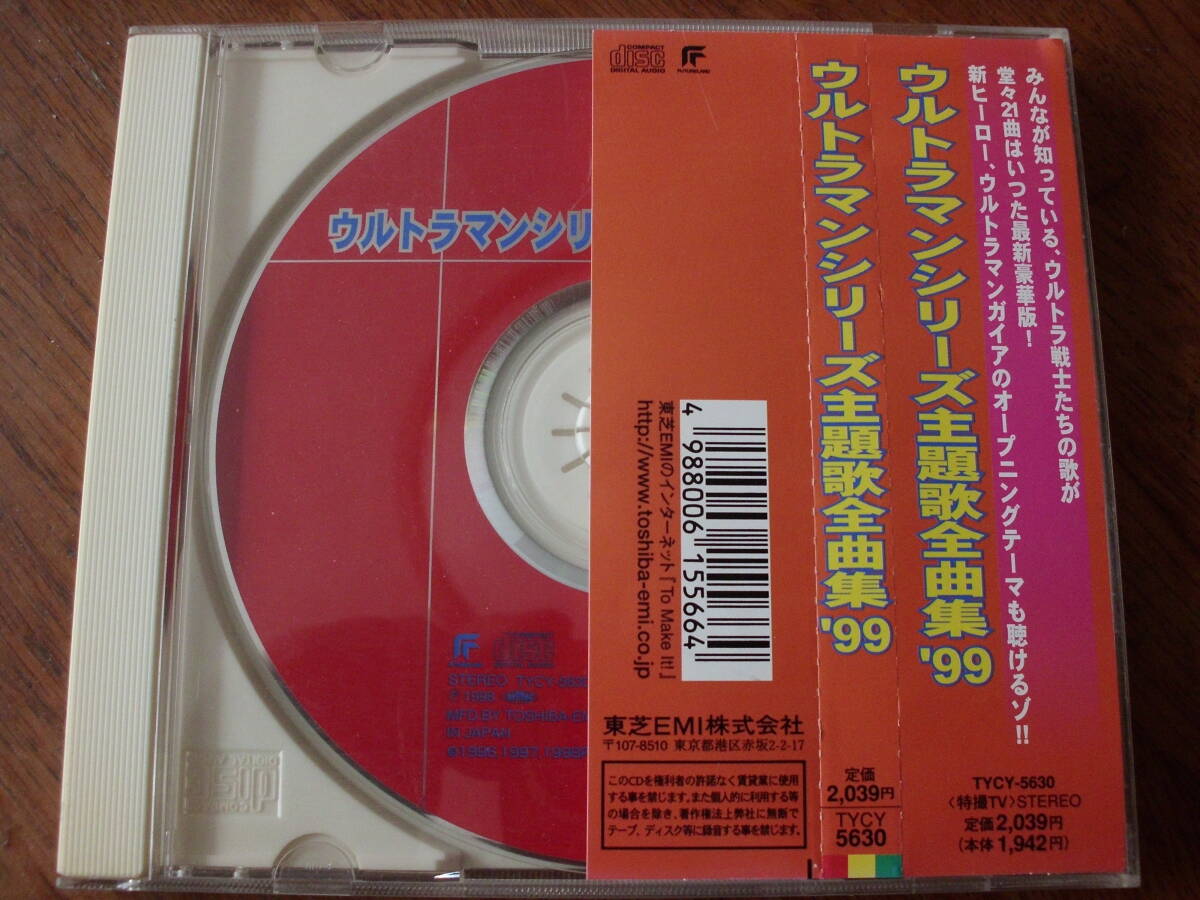 みんなが知っている、ウルトラ戦士たちの歌が
堂々21曲はいった最新豪華版!
新ヒーロー、ウルトラマンガイアのオープニングテーマも聴けるゾ!!
ウルトラマンシリーズ主題歌全曲集'99
TYCY-5630
〈特撮TV〉STEREO
定価2,039円
(本体1,942円)
ウルトラマンシリーズ主題歌全曲集'99
定価
2,039円
TYCY
5630
COMPACT
disc
DIGITAL AUDIO
FUTURELAND
4 988006 155664
東芝EMIのインターネット「To Make It!」
http://www.toshiba-emi.co.jp
東芝EMI株式会社
〒107-8510 東京都港区赤坂2-2-17
このCDを権利者の許諾なく賃貸業に使用
する事を禁じます。また個人的に利用する等
の場合を除き、著作権法上弊社に無断で
テープ、ディスク等に録音する事を禁じます。
ウルトラマンシリ
STEREO TYCY-563
MFD.BY TOSHIBA-E
IN JAPAN
COMPACT
disc
DIGITAL AUDIO